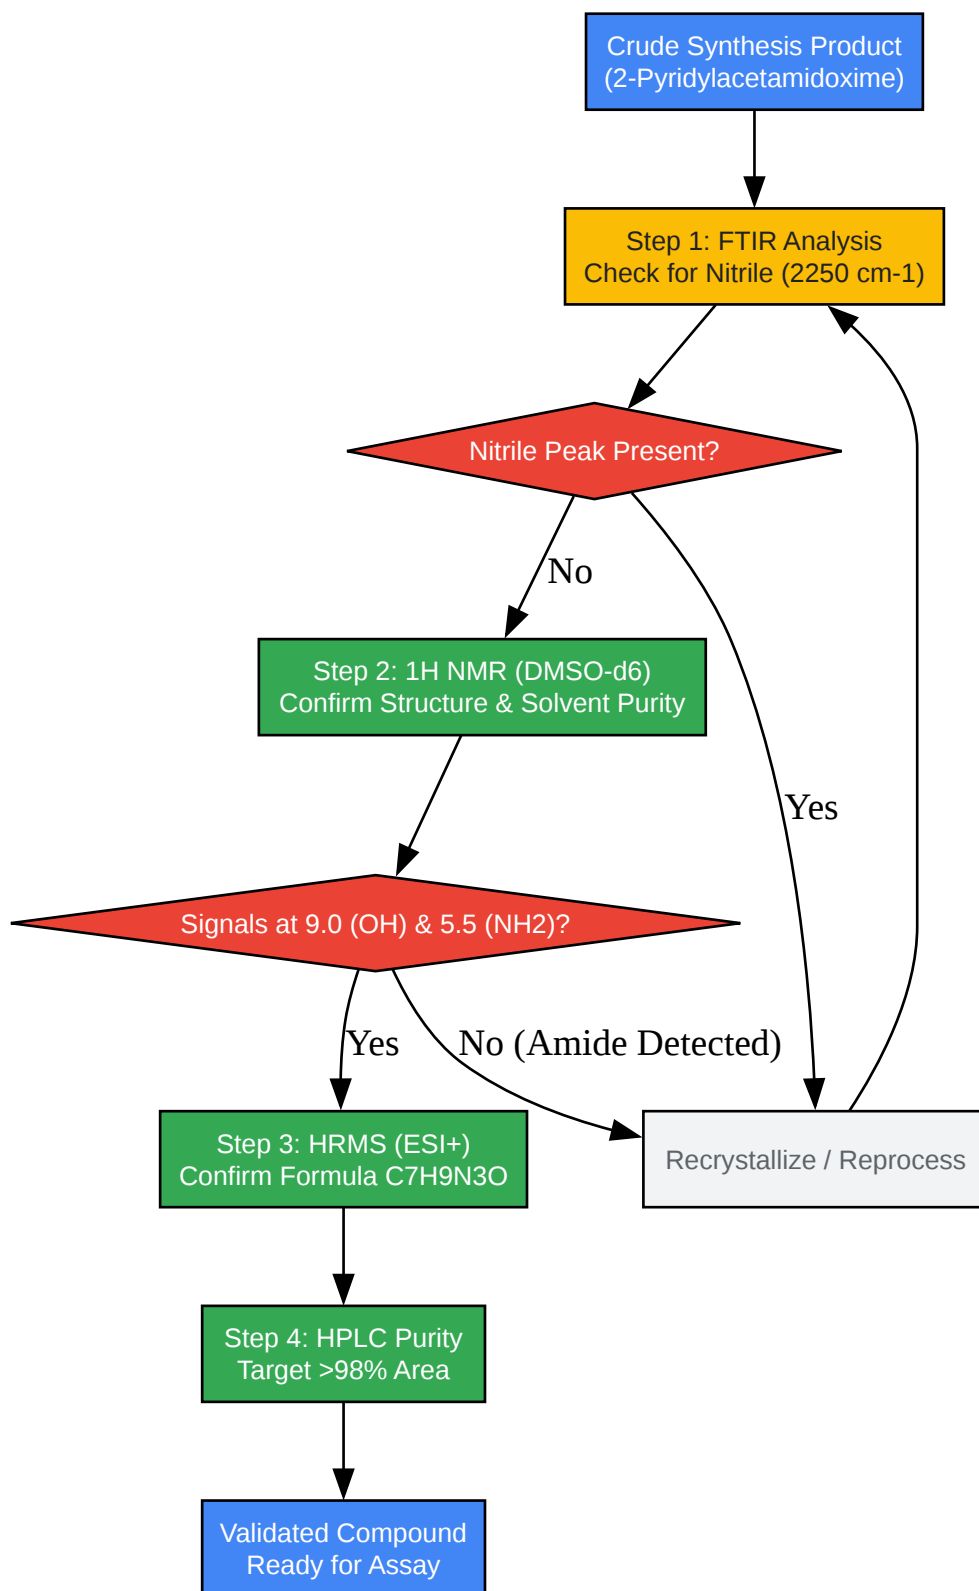 Crude Synthesis Product
(2-Pyridylacetamidoxime)
Step 1: FTIR Analysis
Check for Nitrile (2250 cm-1)
Nitrile Peak Present?
No
Step 2: 1H NMR (DMSO-d6)
Confirm Structure & Solvent Purity
Yes
Signals at 9.0 (OH) & 5.5 (NH2)?
Yes
No (Amide Detected)
Step 3: HRMS (ESI+)
Confirm Formula C7H9N3O
Recrystallize / Reprocess
Step 4: HPLC Purity
Target >98% Area
Validated Compound
Ready for Assay